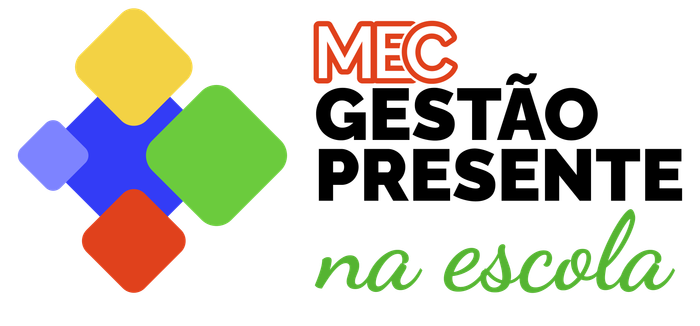 MEC
GESTÃO
PRESENTE
na escola